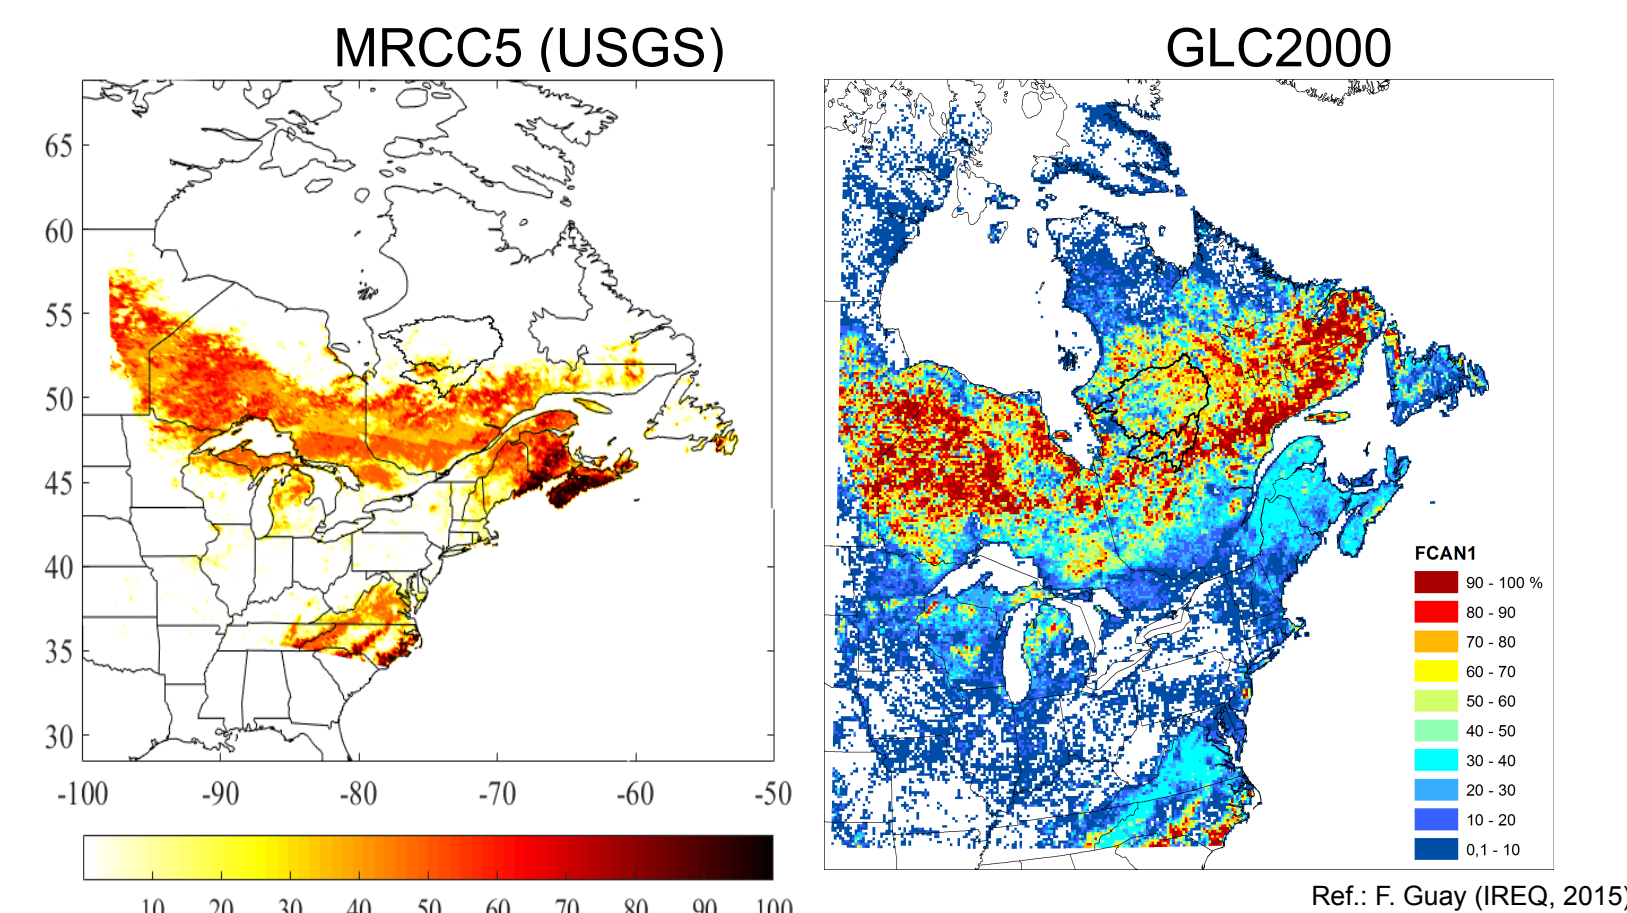 MRCC5 (USGS)
GLC2000
65
60
55
50
45
40
35
30
-100 -90 -80 -70 -60 -50
10 20 30 40 50 60 70 80 90 100
FCAN1
90 - 100 %
80 - 90
70 - 80
60 - 70
50 - 60
40 - 50
30 - 40
20 - 30
10 - 20
0,1 - 10
Ref.: F. Guay (IREQ, 2015)